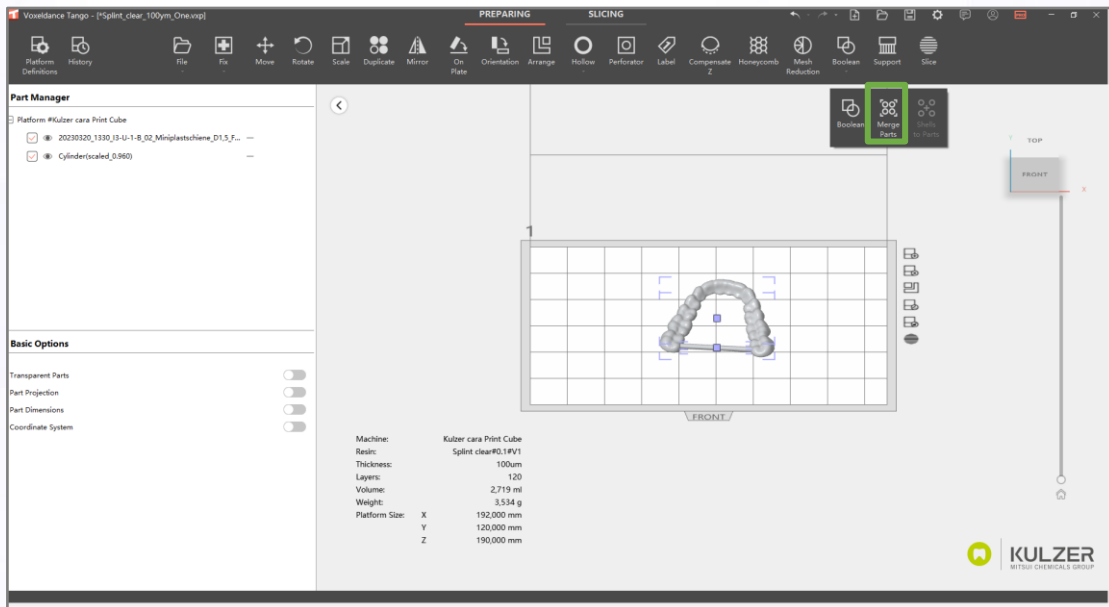 Voxeldance Tango - [*Splint_clear_100ym_One.vxp]
PREPARING SLICING
Platform Definitions History File Fix Move Rotate Scale Duplicate Mirror On Plate Orientation Arrange Hollow Perforator Label Compensate Z Honeycomb Mesh Reduction Boolean Support Slice
Boolean Merge Parts Shells to Parts
Part Manager
Platform #Kulzer cara Print Cube
20230320_1330_I3-U-1-B_02_Miniplastschiene_D1,5_F...
Cylinder(scaled_0.960)
Y TOP
FRONT
X
1
FRONT
Basic Options
Transparent Parts
Part Projection
Part Dimensions
Coordinate System
Machine: Kulzer cara Print Cube
Resin: Splint clear#0.1#V1
Thickness: 100um
Layers: 120
Volume: 2,719 ml
Weight: 3,534 g
Platform Size: X 192,000 mm
Y 120,000 mm
Z 190,000 mm
KULZER
MITSUI CHEMICALS GROUP